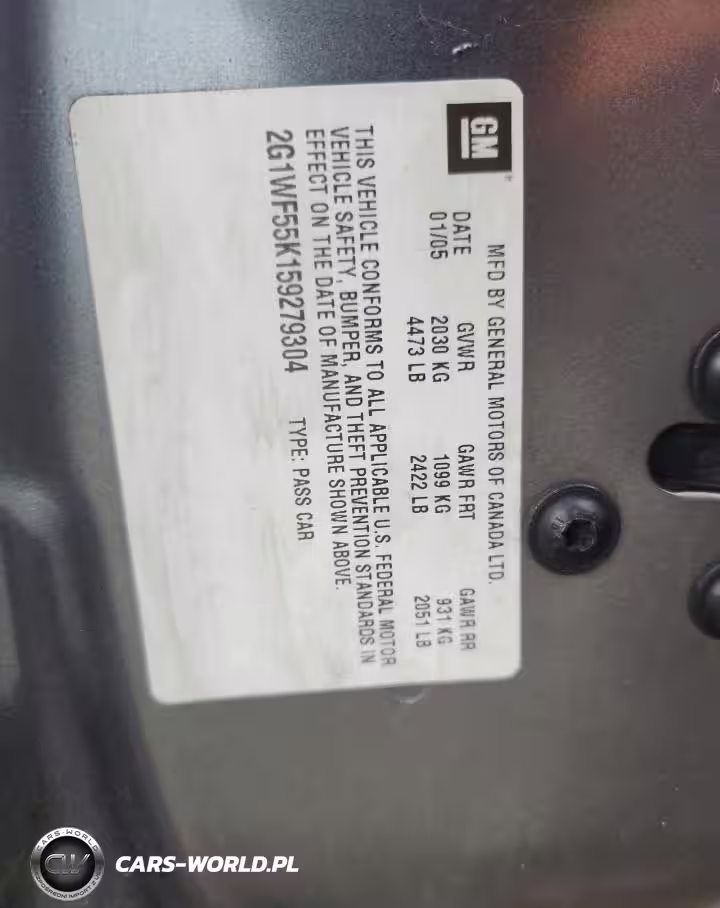 GM
MFD BY GENERAL MOTORS OF CANADA LTD.
DATE GVWR GAWR FRT GAWR RR
01/05 2030 KG 1099 KG 931 KG
4473 LB 2422 LB 2051 LB
THIS VEHICLE CONFORMS TO ALL APPLICABLE U.S. FEDERAL MOTOR
VEHICLE SAFETY, BUMPER, AND THEFT PREVENTION STANDARDS IN
EFFECT ON THE DATE OF MANUFACTURE SHOWN ABOVE.
2G1WF55K159279304 TYPE: PASS CAR
CARS-WORLD
CW
CARS-WORLD.PL